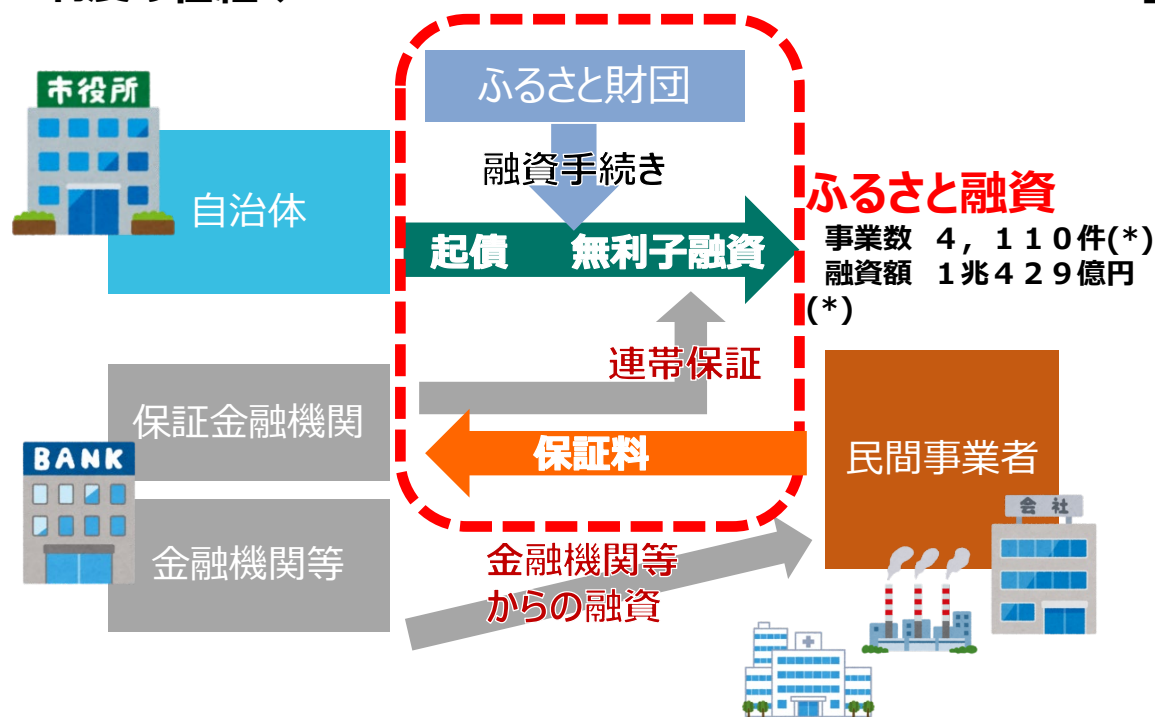 市役所
ふるさと財団
融資手続き
自治体
起債 無利子融資
ふるさと融資
事業数 4,110件(*)
融資額 1兆429億円
(*)
連帯保証
保証金融機関
保証料
民間事業者
BANK
金融機関等
金融機関等
からの融資
会社